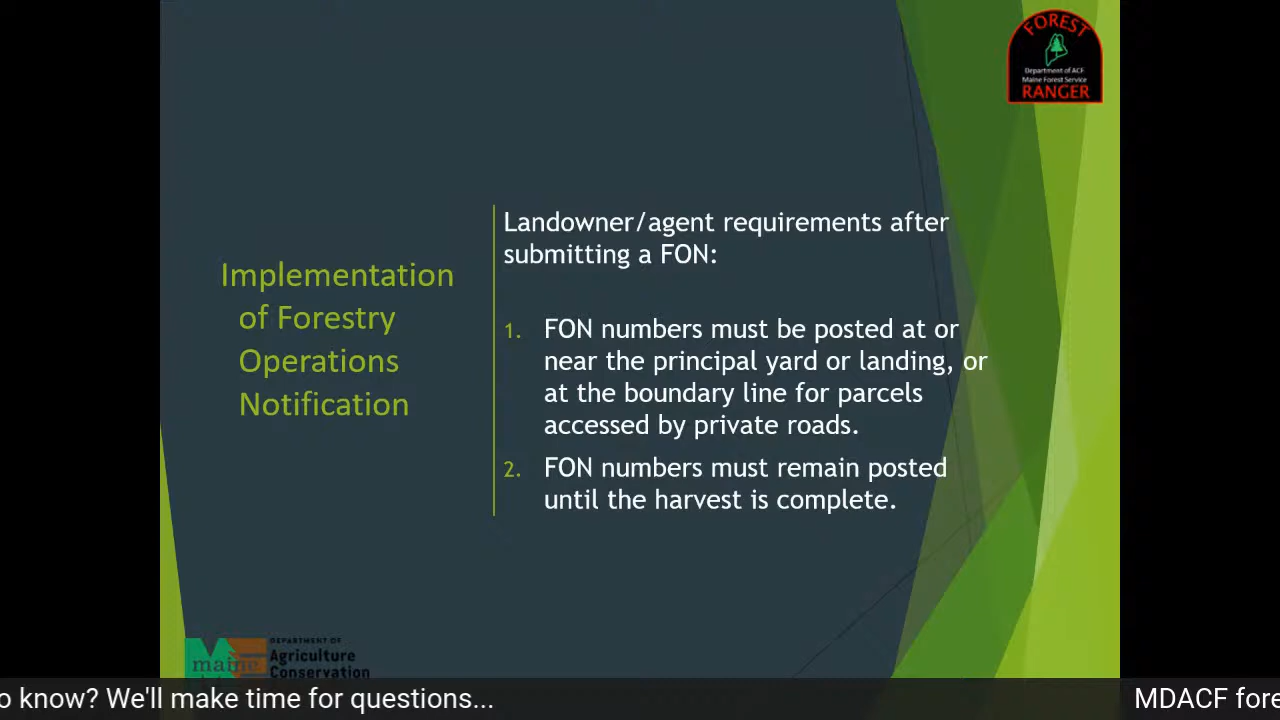 FOREST
Department of ACF
Maine Forest Service
RANGER
Landowner/agent requirements after
submitting a FON:
Implementation
of Forestry
Operations
Notification
1. FON numbers must be posted at or
near the principal yard or landing, or
at the boundary line for parcels
accessed by private roads.
2. FON numbers must remain posted
until the harvest is complete.
maine
DEPARTMENT OF
Agriculture
Conservation
o know? We'll make time for questions...
MDACF fore